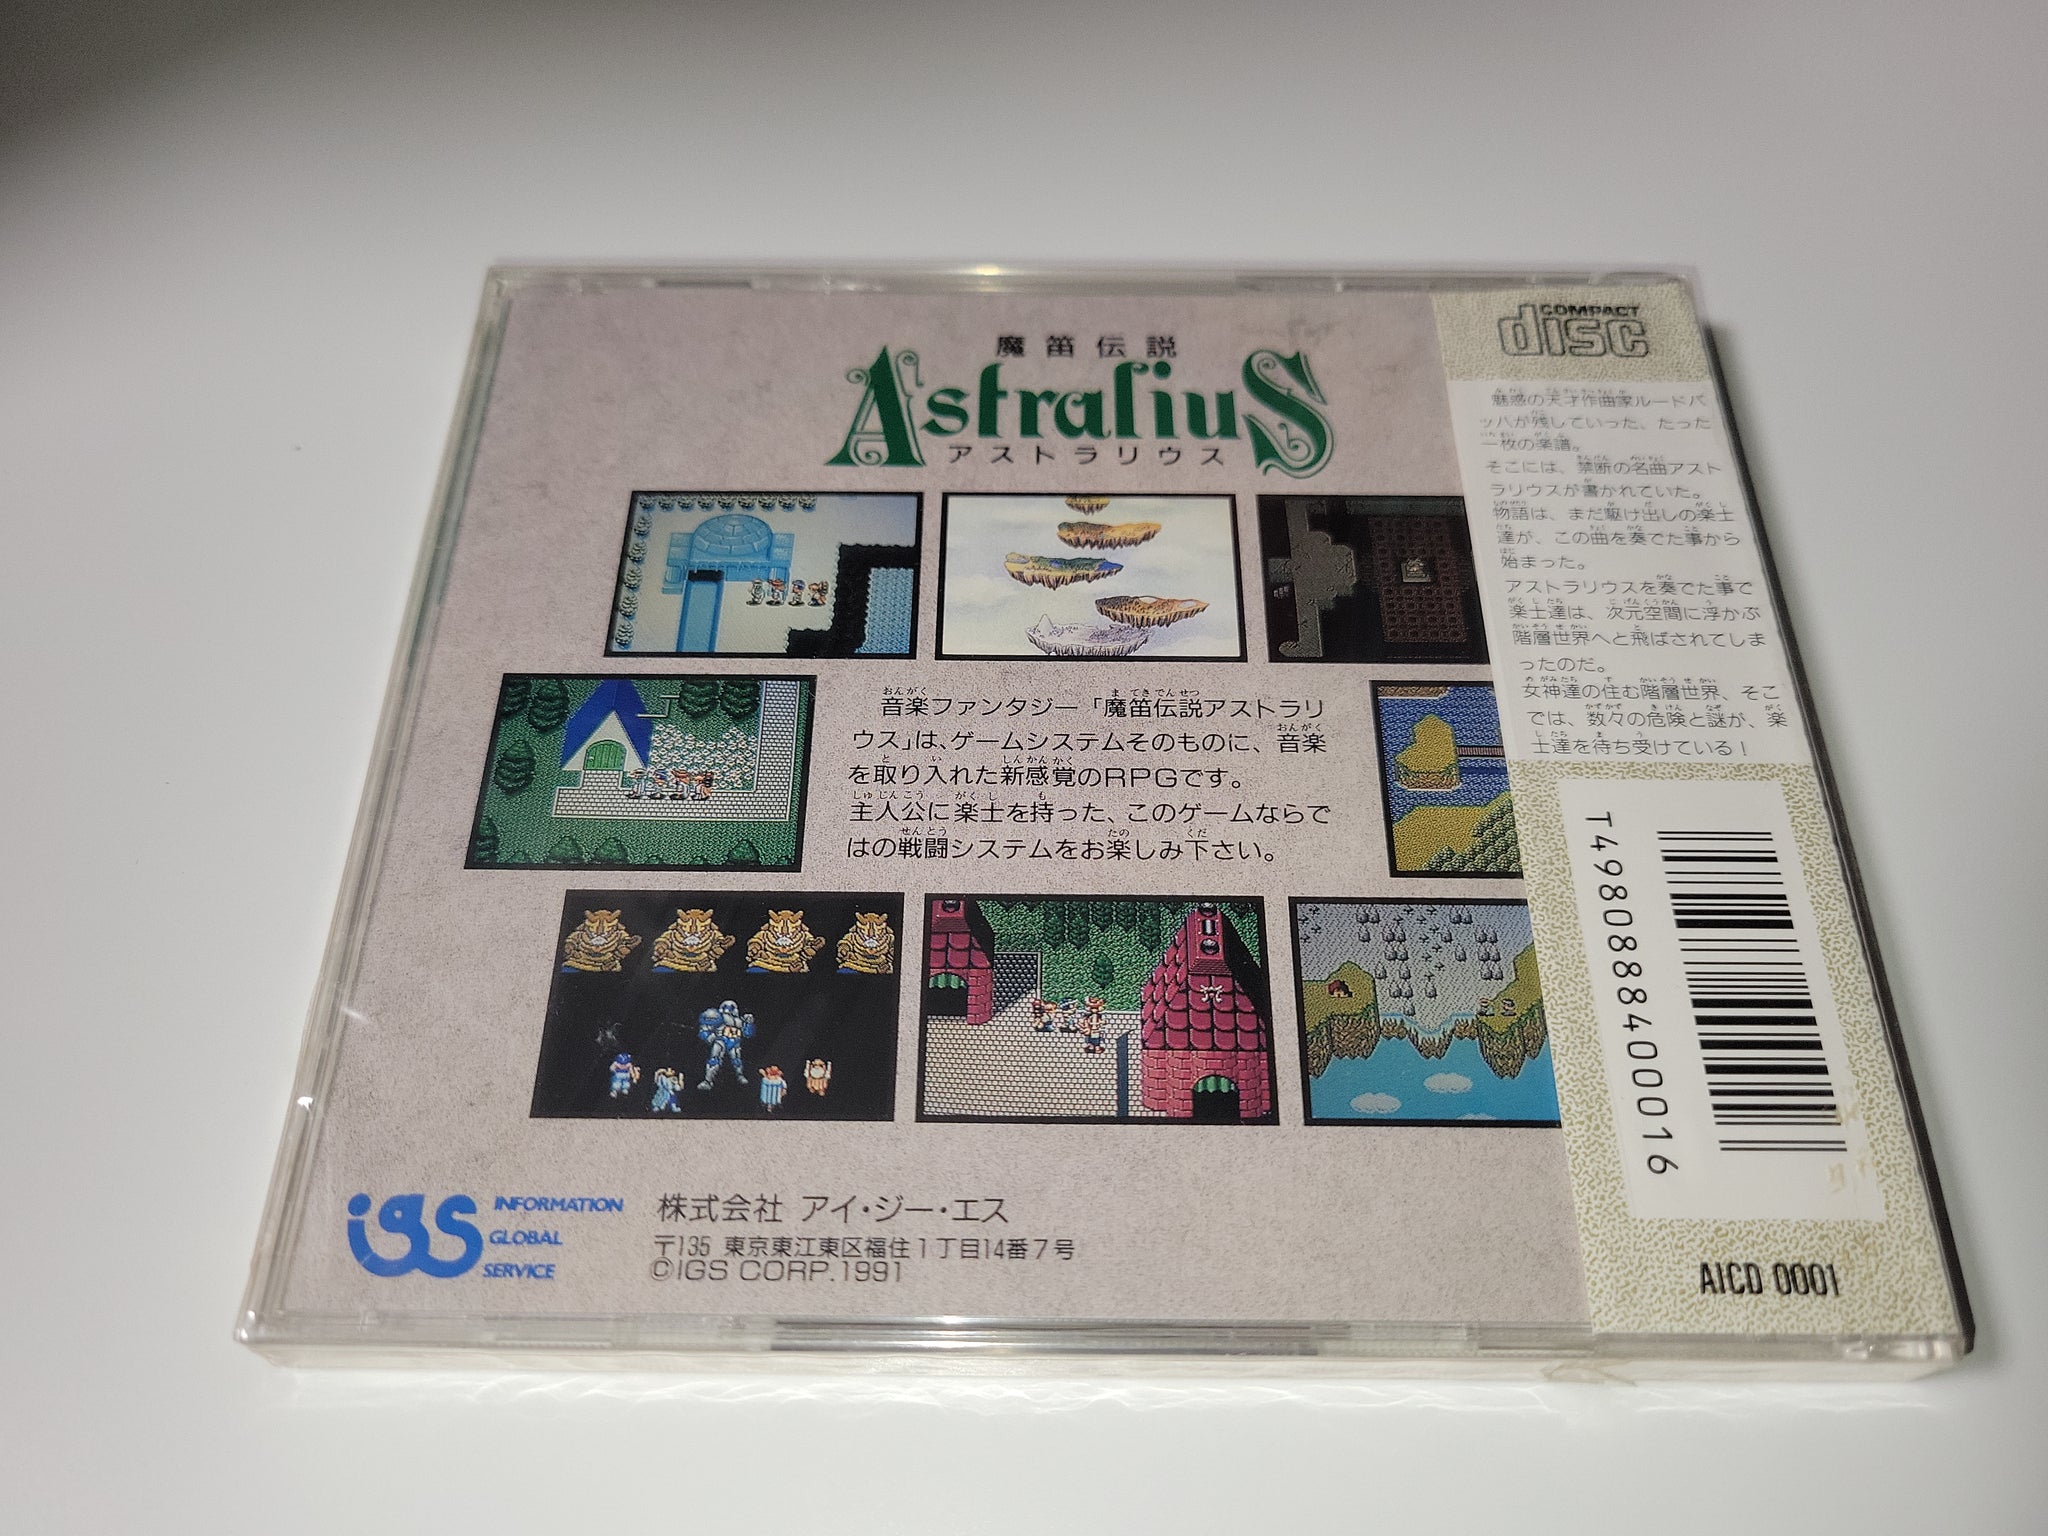 魔笛伝説
Astralius
アストラリウス
音楽ファンタジー「魔笛伝説アストラリ
ウス」は、ゲームシステムそのものに、音楽
を取り入れた新感覚のRPGです。
主人公に楽士を持った、このゲームならで
はの戦闘システムをお楽しみ下さい。
igs INFORMATION
GLOBAL
SERVICE
株式会社 アイ・ジー・エス
〒135 東京東江東区福住1丁目14番7号
©IGS CORP.1991
COMPACT
disc
魅惑の天才作曲家ルードバ
ッハが残していった、たった
一枚の楽譜。
そこには、禁断の名曲アスト
ラリウスが書かれていた。
物語は、まだ駆け出しの楽士
達が、この曲を奏でた事から
始まった。
アストラリウスを奏でた事で
楽士達は、次元空間に浮かぶ
階層世界へと飛ばされてしま
ったのだ。
女神達の住む階層世界、そこ
では、数々の危険と謎が、楽
士達を待ち受けている!
T4980888400016
AICD 0001